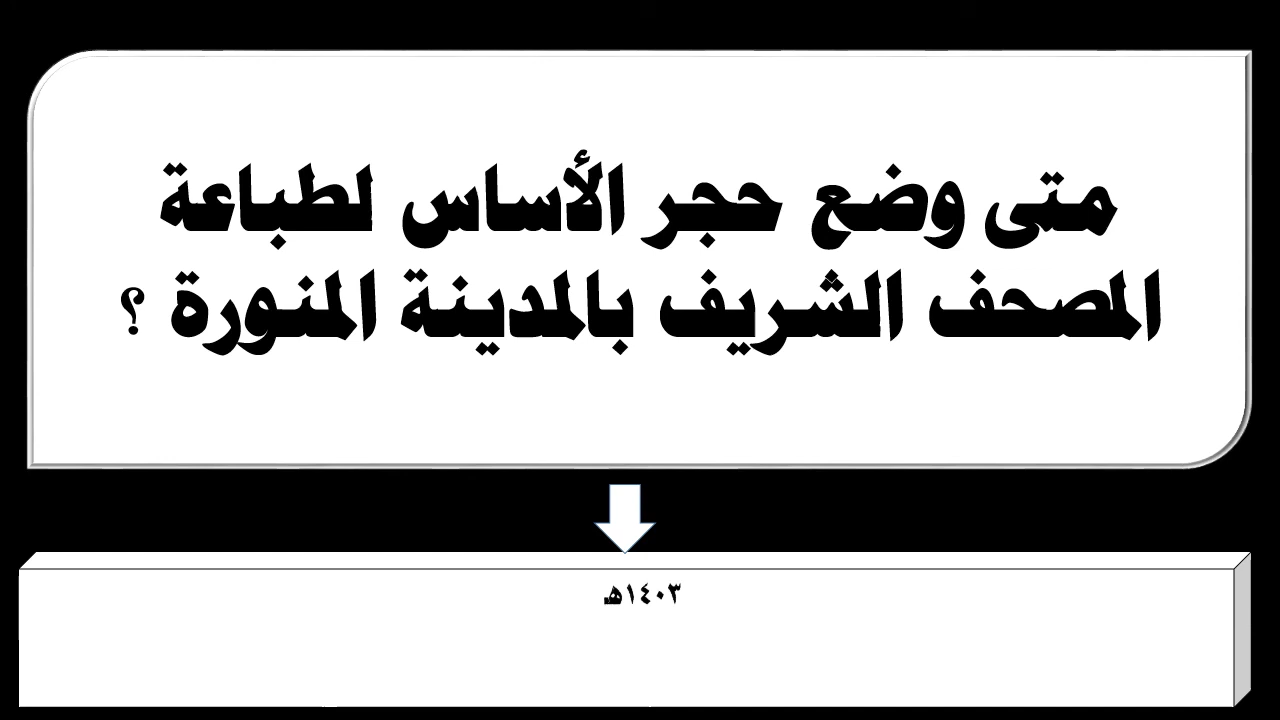 متى وضع حجر الأساس لطباعة
المصحف الشريف بالمدينة المنورة ؟
١٤٠٣هـ